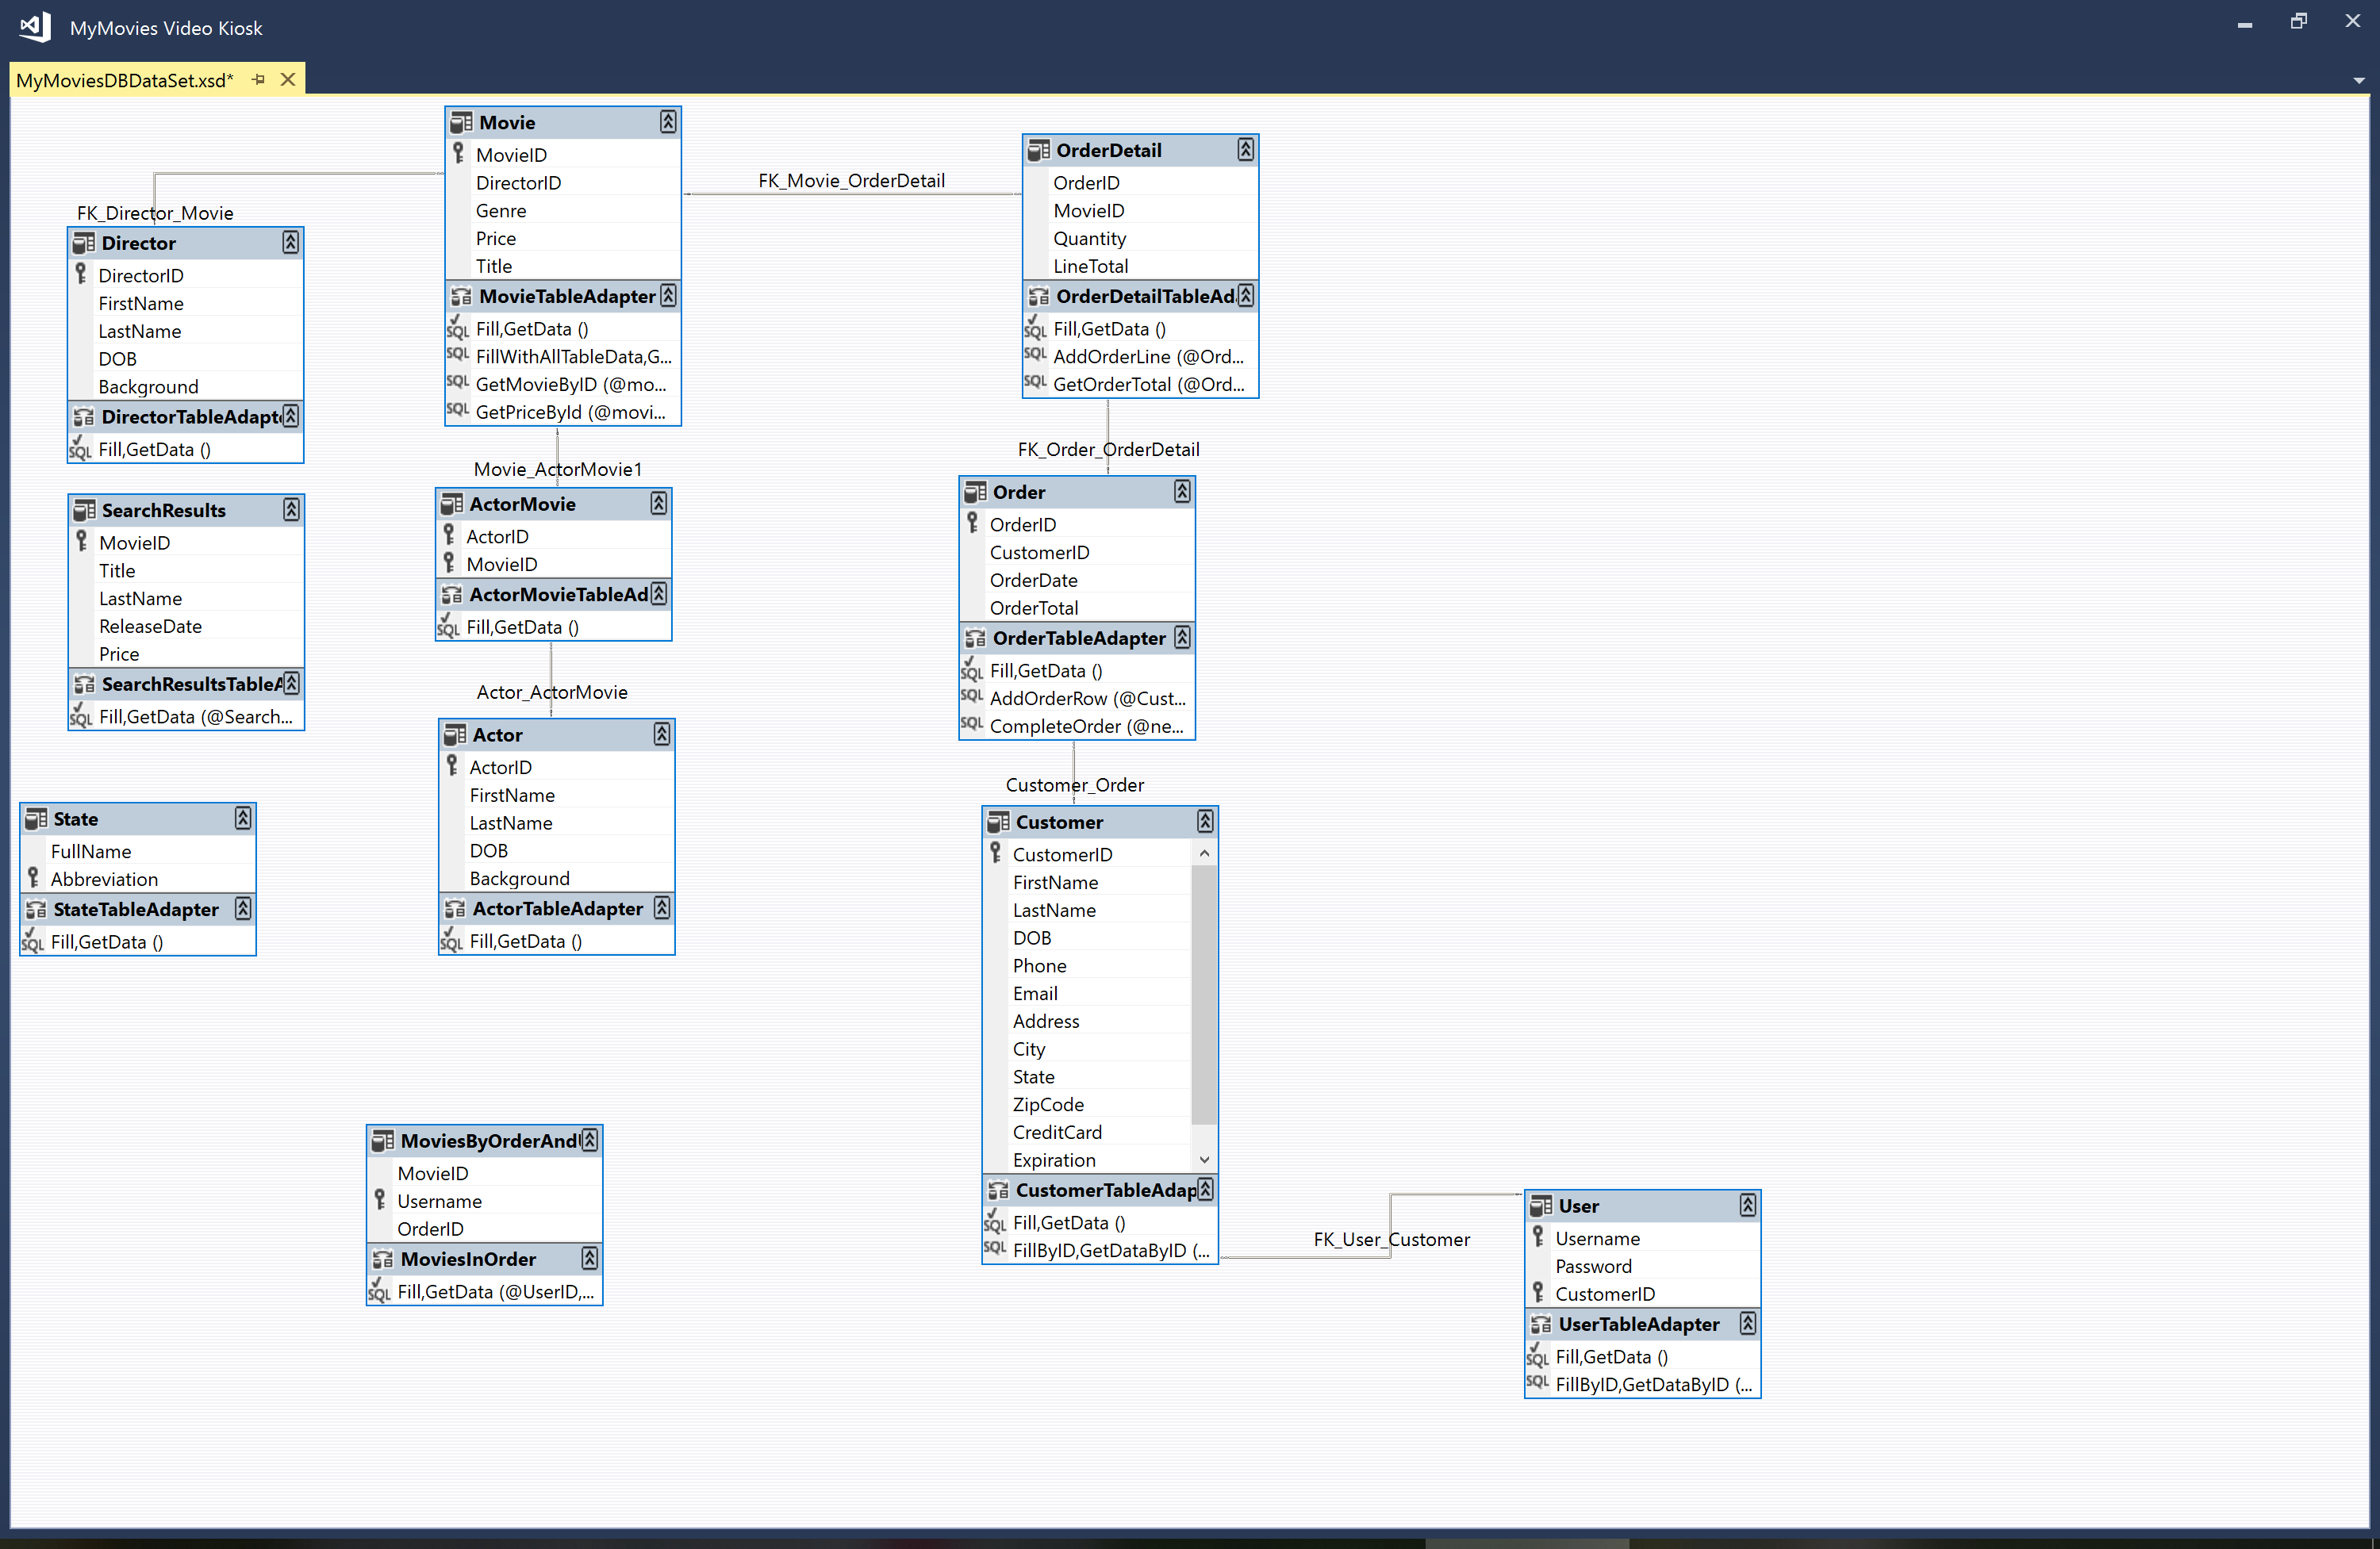 MyMovies Video Kiosk
MyMoviesDBDataSet.xsd*
Movie
MovieID
DirectorID
Genre
Price
Title
MovieTableAdapter
Fill,GetData ()
FillWithAllTableData,G...
GetMovieByID (@mo...
GetPriceById (@movi...
FK_Movie_OrderDetail
OrderDetail
OrderID
MovieID
Quantity
LineTotal
OrderDetailTableAd
Fill,GetData ()
AddOrderLine (@Ord...
GetOrderTotal (@Ord...
FK_Director_Movie
Director
DirectorID
FirstName
LastName
DOB
Background
DirectorTableAdapt
Fill,GetData ()
Movie_ActorMovie1
FK_Order_OrderDetail
SearchResults
MovieID
Title
LastName
ReleaseDate
Price
SearchResultsTableA
Fill,GetData (@Search...
ActorMovie
ActorID
MovieID
ActorMovieTableAd
Fill,GetData ()
Order
OrderID
CustomerID
OrderDate
OrderTotal
OrderTableAdapter
Fill,GetData ()
AddOrderRow (@Cust...
CompleteOrder (@ne...
Actor_ActorMovie
Actor
ActorID
FirstName
LastName
DOB
Background
ActorTableAdapter
Fill,GetData ()
Customer_Order
State
FullName
Abbreviation
StateTableAdapter
Fill,GetData ()
Customer
CustomerID
FirstName
LastName
DOB
Phone
Email
Address
City
State
ZipCode
CreditCard
Expiration
CustomerTableAdap
Fill,GetData ()
FillByID,GetDataByID (...
MoviesByOrderAnd
MovieID
Username
OrderID
MoviesInOrder
Fill,GetData (@UserID,...
FK_User_Customer
User
Username
Password
CustomerID
UserTableAdapter
Fill,GetData ()
FillByID,GetDataByID (...